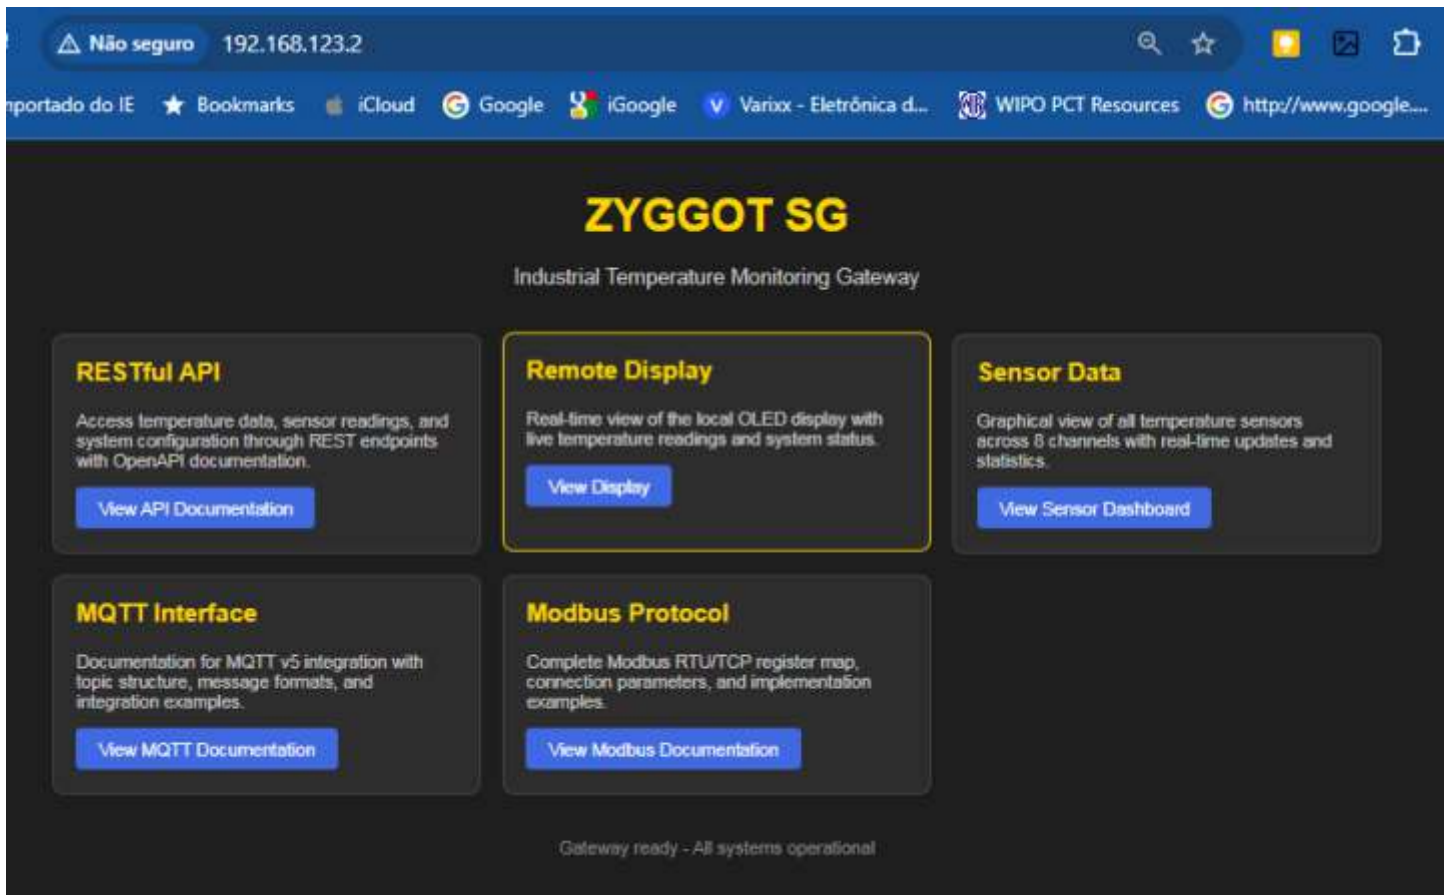 Não seguro 192.168.123.2
mportado do IE Bookmarks iCloud Google iGoogle Varixx - Eletrônica d... WIPO PCT Resources http://www.google....
ZYGGOT SG
Industrial Temperature Monitoring Gateway
RESTful API
Access temperature data, sensor readings, and
system configuration through REST endpoints
with OpenAPI documentation.
View API Documentation
Remote Display
Real-time view of the local OLED display with
live temperature readings and system status.
View Display
Sensor Data
Graphical view of all temperature sensors
across 8 channels with real-time updates and
statistics.
View Sensor Dashboard
MQTT Interface
Documentation for MQTT v5 integration with
topic structure, message formats, and
integration examples.
View MQTT Documentation
Modbus Protocol
Complete Modbus RTU/TCP register map,
connection parameters, and implementation
examples.
View Modbus Documentation
Gateway ready - All systems operational